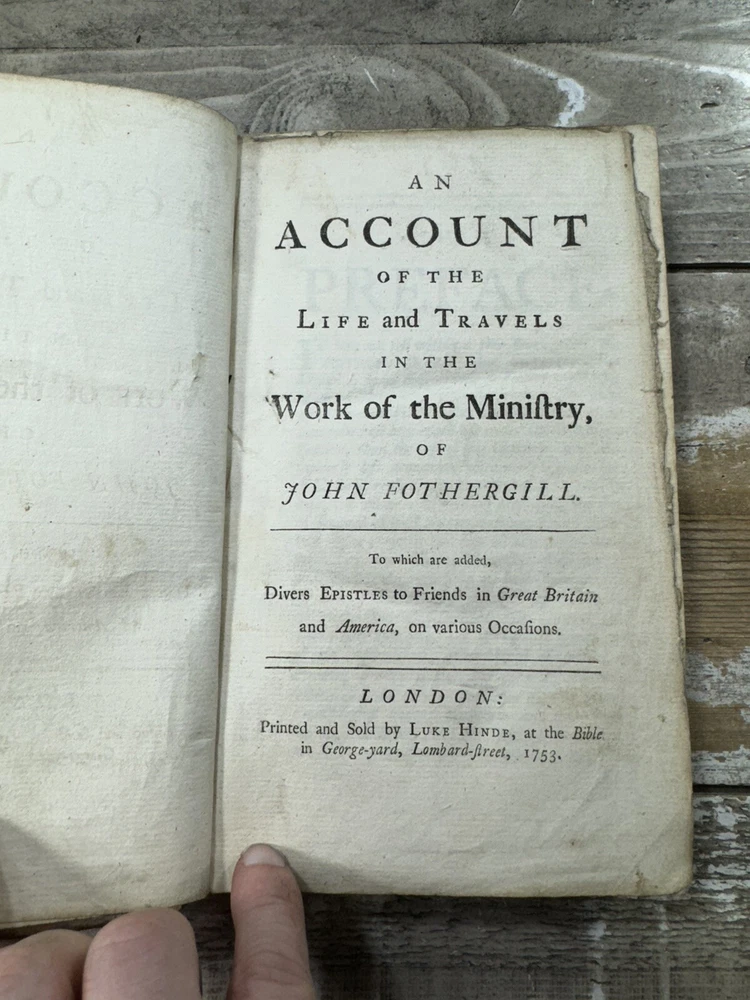 AN
ACCOUNT
OF THE
LIFE and TRAVELS
IN THE
Work of the Miniſtry,
OF
JOHN FOTHERGILL.
To which are added,
Divers EPISTLES to Friends in Great Britain
and America, on various Occaſions.
LONDON:
Printed and Sold by LUKE HINDE, at the Bible
in George-yard, Lombard-ſtreet, 1753.